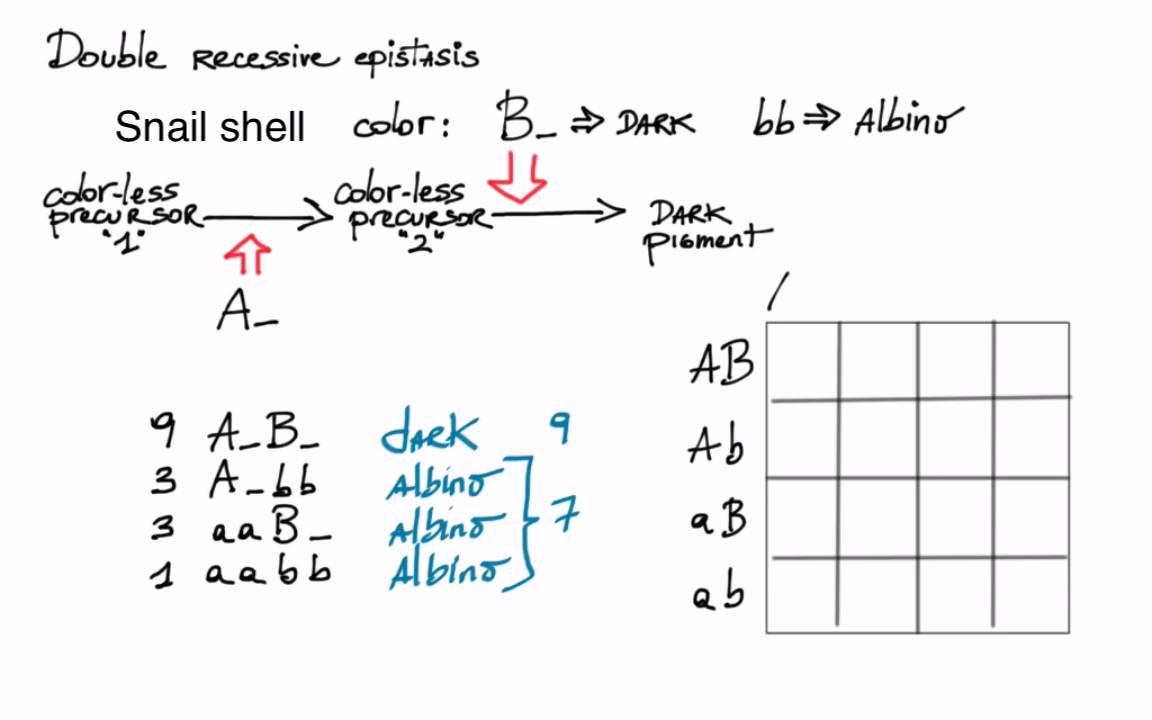 Double recessive epistasis
Snail shell color: B_ ⇒ DARK bb ⇒ Albino
color-less precursor "1"
color-less precursor "2"
DARK Pigment
A_
9 A_B_ dark 9
3 A_bb Albino
3 aaB_ Albino 7
1 aabb Albino
AB
Ab
aB
ab